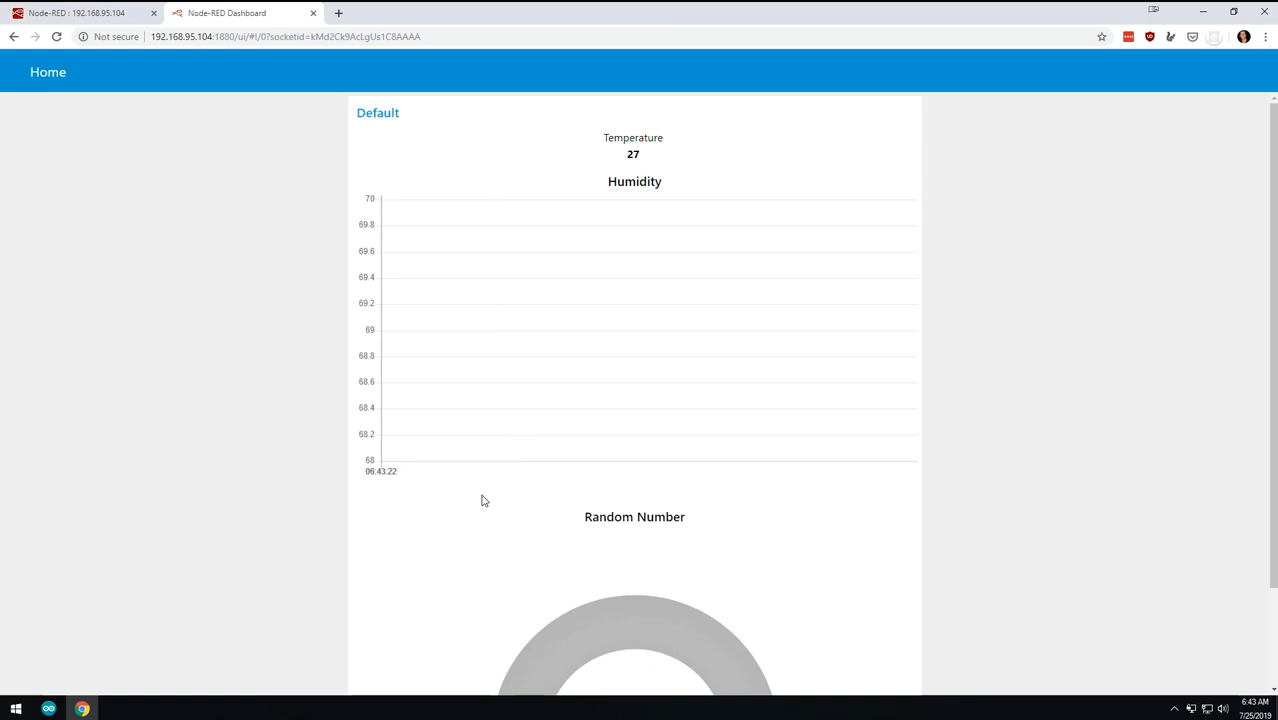 Node-RED : 192.168.95.104
Node-RED Dashboard
Not secure
192.168.95.104:1880/ui/#!/0?socketid=kMd2Ck9AcLgUs1C8AAAA
Home
Default
Temperature
27
Humidity
70
69.8
69.6
69.4
69.2
69
68.8
68.6
68.4
68.2
68
06:43:22
Random Number
6:43 AM
7/25/2019